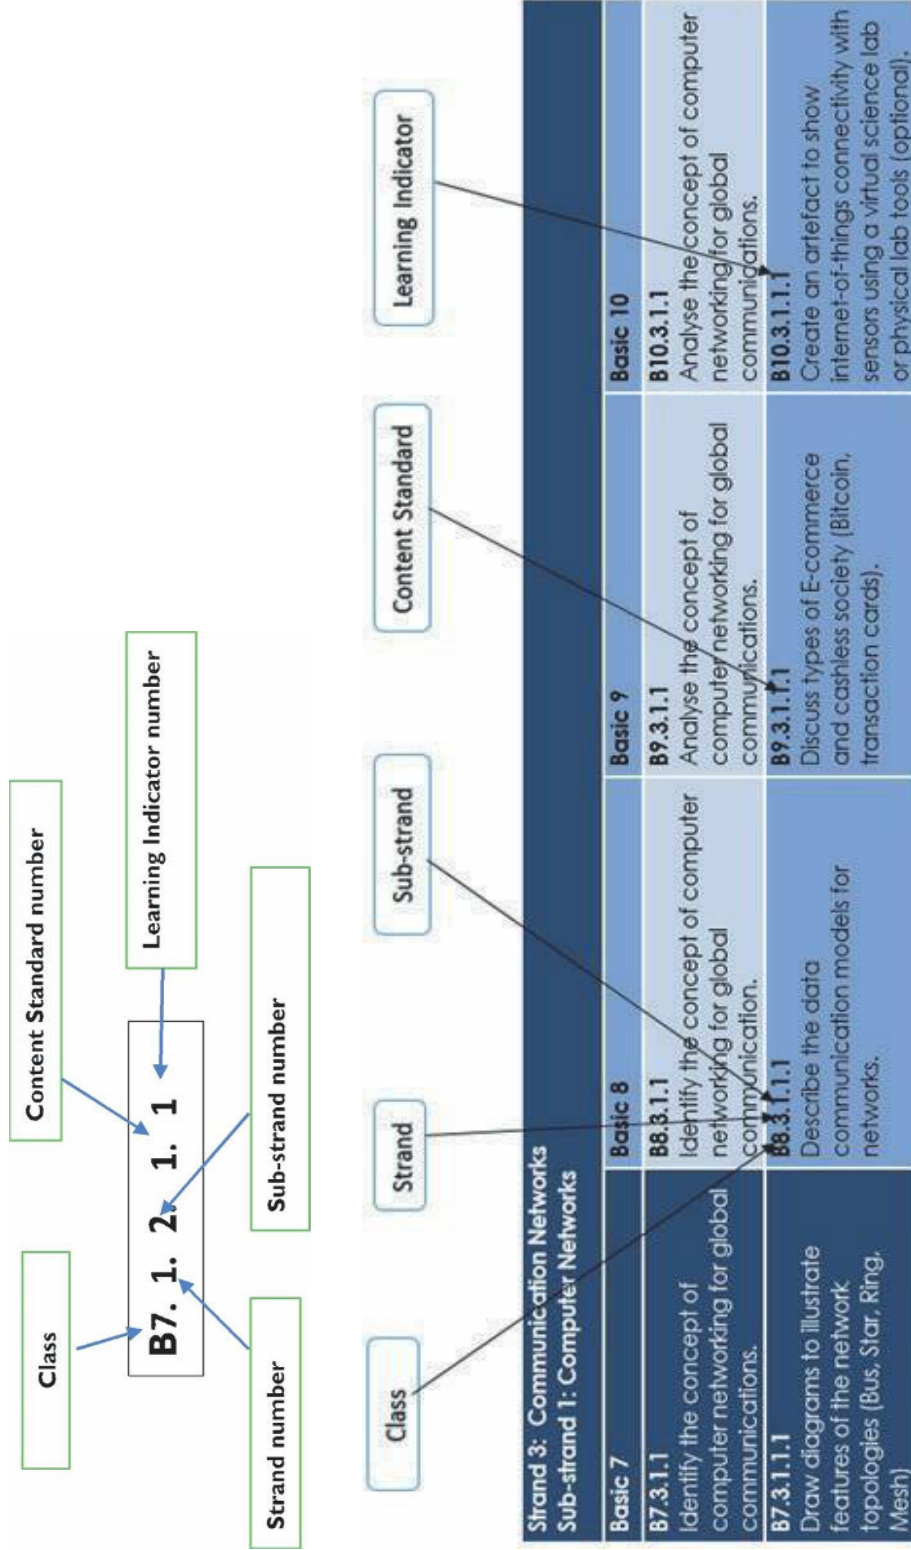 Class
Content Standard number
Learning Indicator number
B7. 1. 2. 1. 1
Strand number
Sub-strand number
Class
Strand
Sub-strand
Content Standard
Learning Indicator
Strand 3: Communication Networks
Sub-strand 1: Computer Networks
Basic 7
Basic 8
Basic 9
Basic 10
B7.3.1.1
Identify the concept of
computer networking for global
communications.
B8.3.1.1
Identify the concept of computer
networking for global
communication.
B9.3.1.1
Analyse the concept of
computer networking for global
communications.
B10.3.1.1
Analyse the concept of computer
networking for global
communications.
B7.3.1.1.1
Draw diagrams to illustrate
features of the network
topologies (Bus, Star, Ring,
Mesh)
B8.3.1.1.1
Describe the data
communication models for
networks.
B9.3.1.1.1
Discuss types of E-commerce
and cashless society (Bitcoin,
transaction cards).
B10.3.1.1.1
Create an artefact to show
internet-of-things connectivity with
sensors using a virtual science lab
or physical lab tools (optional).